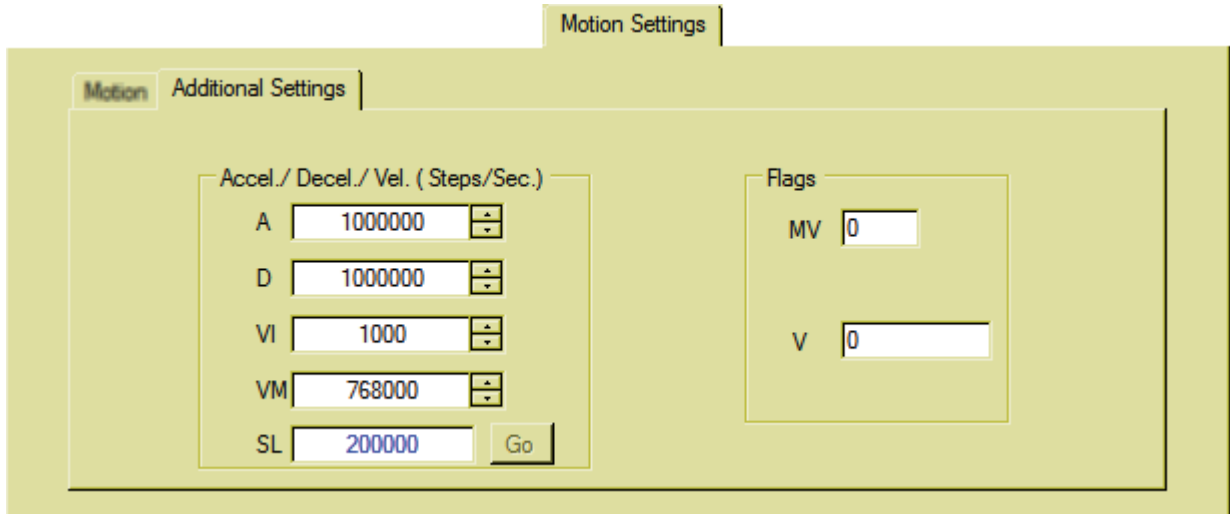 Motion Settings
Motion Additional Settings
Accel./ Decel./ Vel. ( Steps/Sec.)
A 1000000
D 1000000
VI 1000
VM 768000
SL 200000 Go
Flags
MV 0
V 0